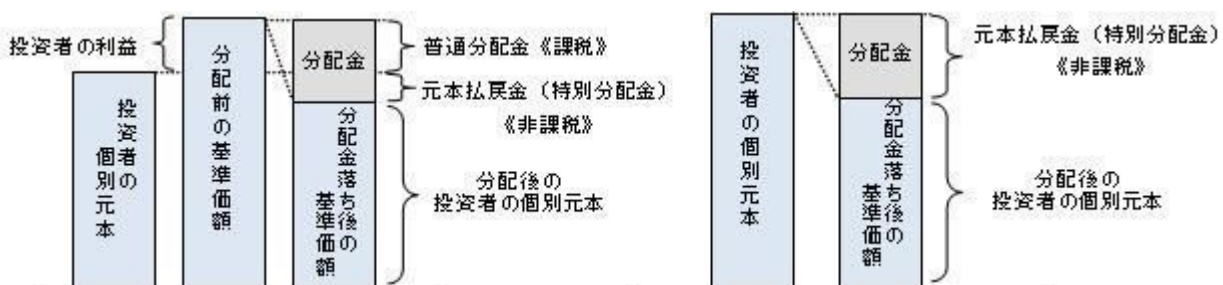 投資者の利益
投資者の
個別元本
分配前の基準価額
分配金
分配金落ち後の
基準価額
普通分配金《課税》
元本払戻金（特別分配金）
《非課税》
分配後の
投資者の個別元本
投資者の個別元本
分配金
分配金落ち後の
基準価額
元本払戻金（特別分配金）
《非課税》
分配後の
投資者の個別元本